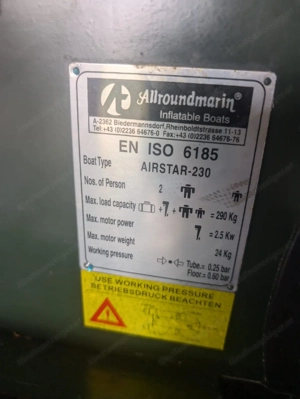 Allroundmarin®
Inflatable Boats
A-2362 Biedermannsdorf, Rheinboldtstrasse 11-13
Tel:+43 (0)2236 54676-0 Fax:+43 (0)2236 54676-76
EN ISO 6185
Boat Type AIRSTAR-230
Nos. of Person 2
Max. load capacity + + = 290 Kg
Max. motor power = 2.5 Kw
Max. motor weight 24 Kg
Working pressure Tube.= 0.25 bar
Floor.= 0.60 bar
USE WORKING PRESSURE
BETRIEBSDRUCK BEACHTEN